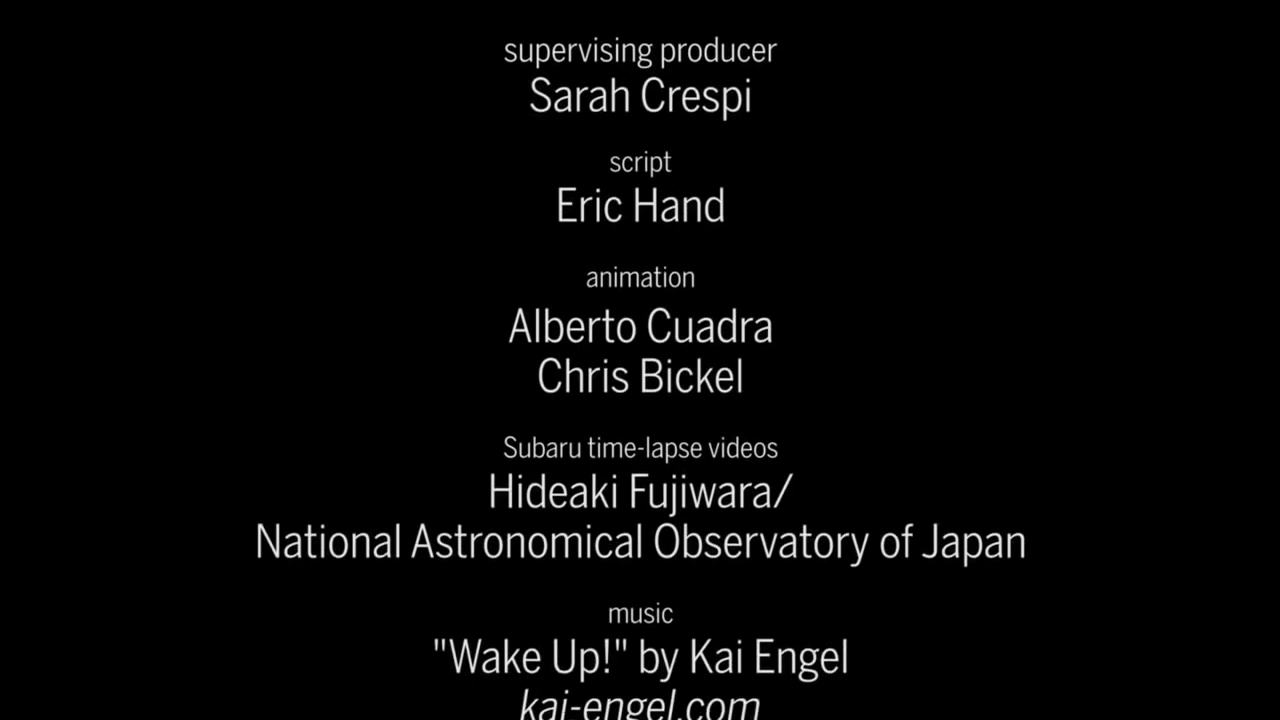 supervising producer
Sarah Crespi
script
Eric Hand
animation
Alberto Cuadra
Chris Bickel
Subaru time-lapse videos
Hideaki Fujiwara/
National Astronomical Observatory of Japan
music
"Wake Up!" by Kai Engel
kai-engel.com